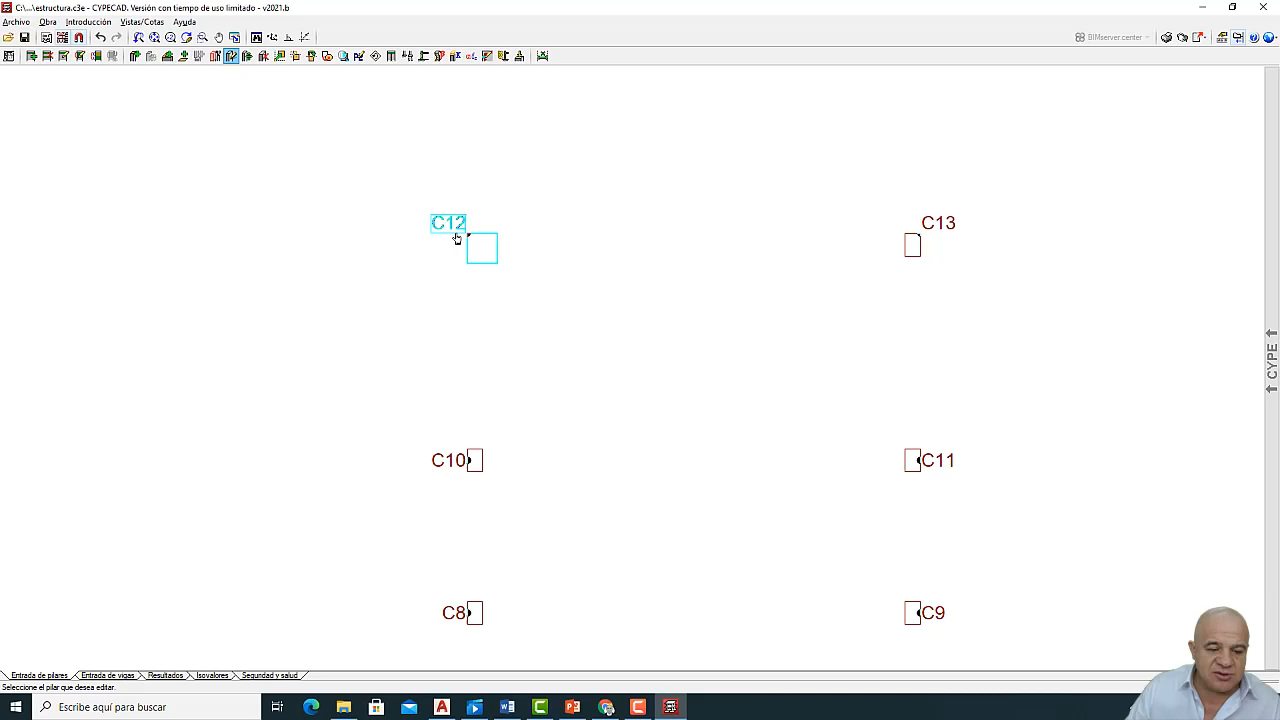 C:\...\estructura.c3e - CYPECAD. Versión con tiempo de uso limitado - v2021.b
Archivo Obra Introducción Vistas/Cotas Ayuda
BIMserver.center
C12
C13
CYPE
C10
C11
C8
C9
Entrada de pilares Entrada de vigas Resultados Isovalores Seguridad y salud
Seleccione el pilar que desea editar.
Escribe aquí para buscar